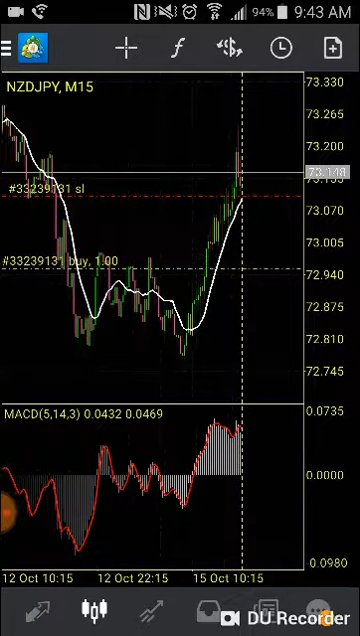 94% 9:43 AM
NZDJPY, M15
73.330
73.265
73.200
73.148
#33239131 sl
73.070
73.005
#33239131 buy, 1.00
72.940
72.875
72.810
72.745
MACD(5,14,3) 0.0432 0.0469
0.0735
0.0000
0.0980
12 Oct 10:15 12 Oct 22:15 15 Oct 10:15
DU Recorder